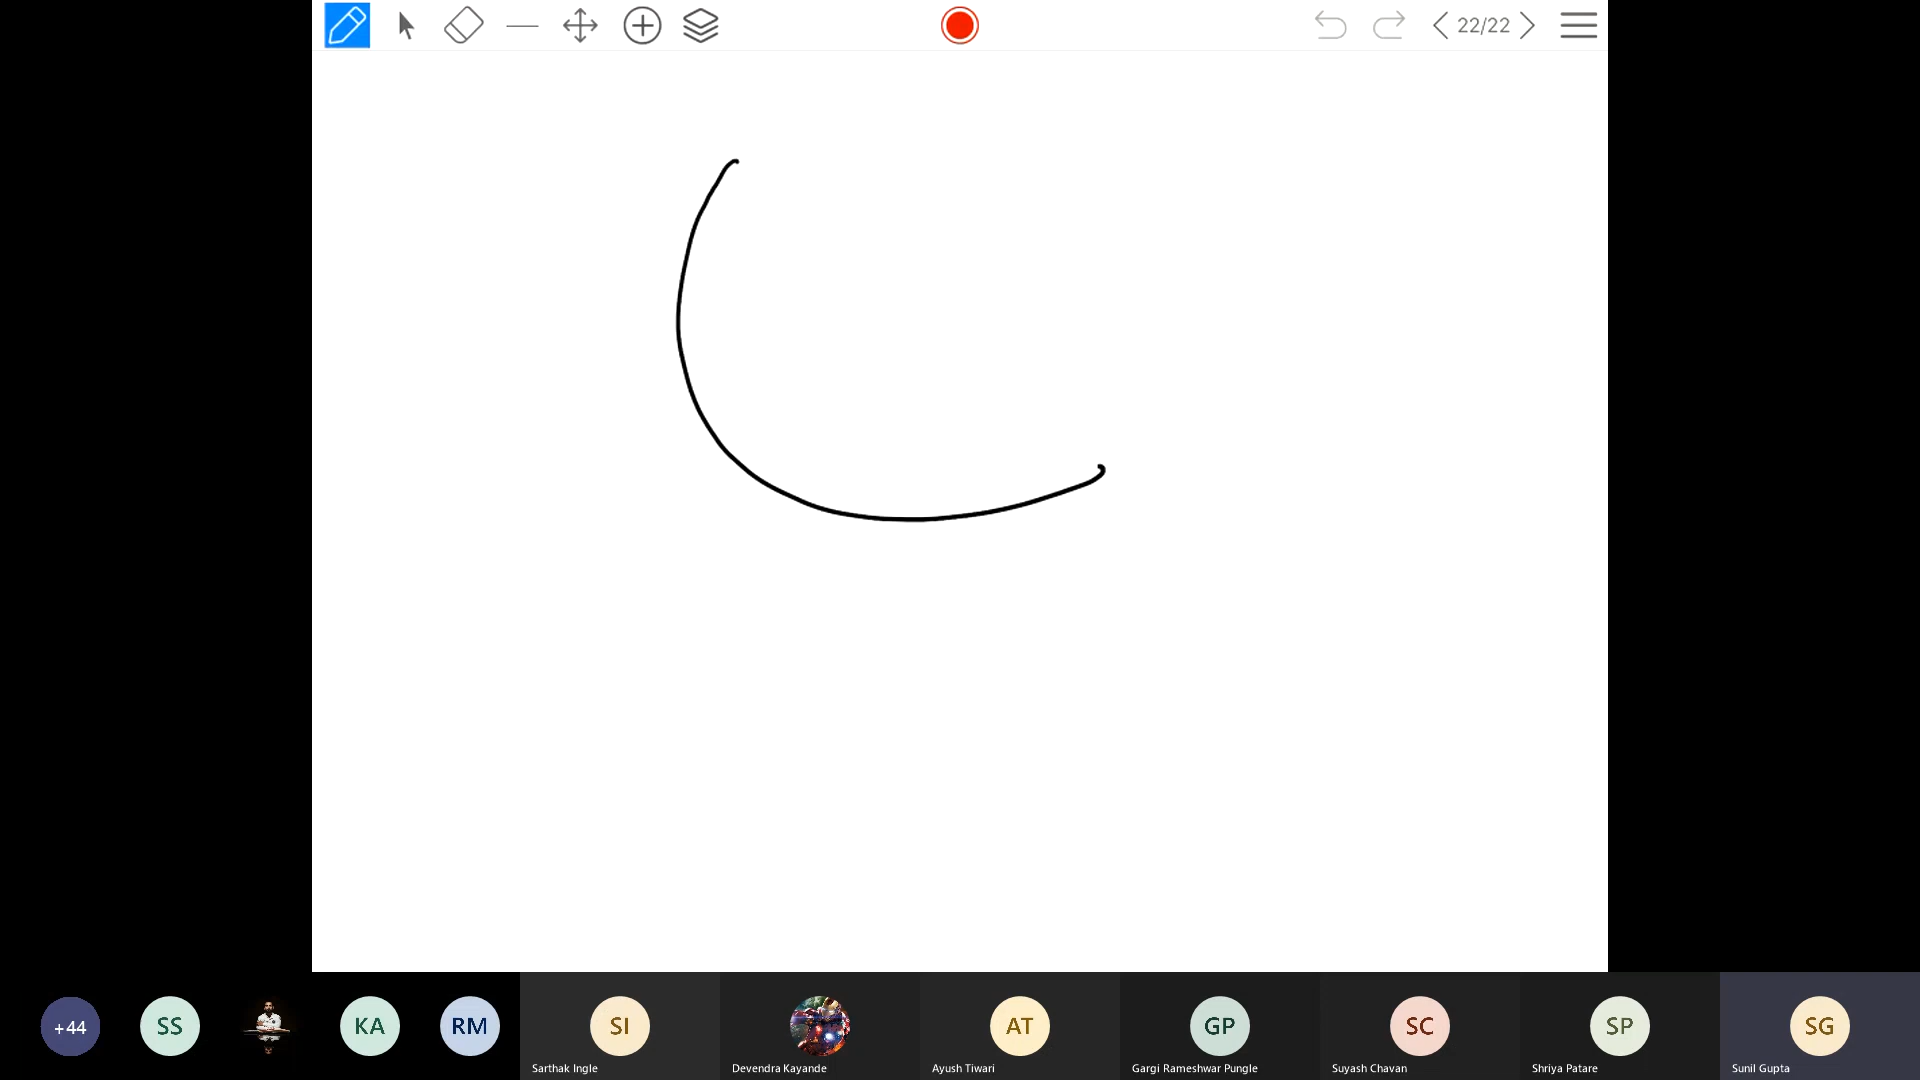 22/22
+44
SS
KA
RM
SI
AT
GP
SC
SP
SG
Sarthak Ingle
Devendra Kayande
Ayush Tiwari
Gargi Rameshwar Pungle
Suyash Chavan
Shriya Patare
Sunil Gupta